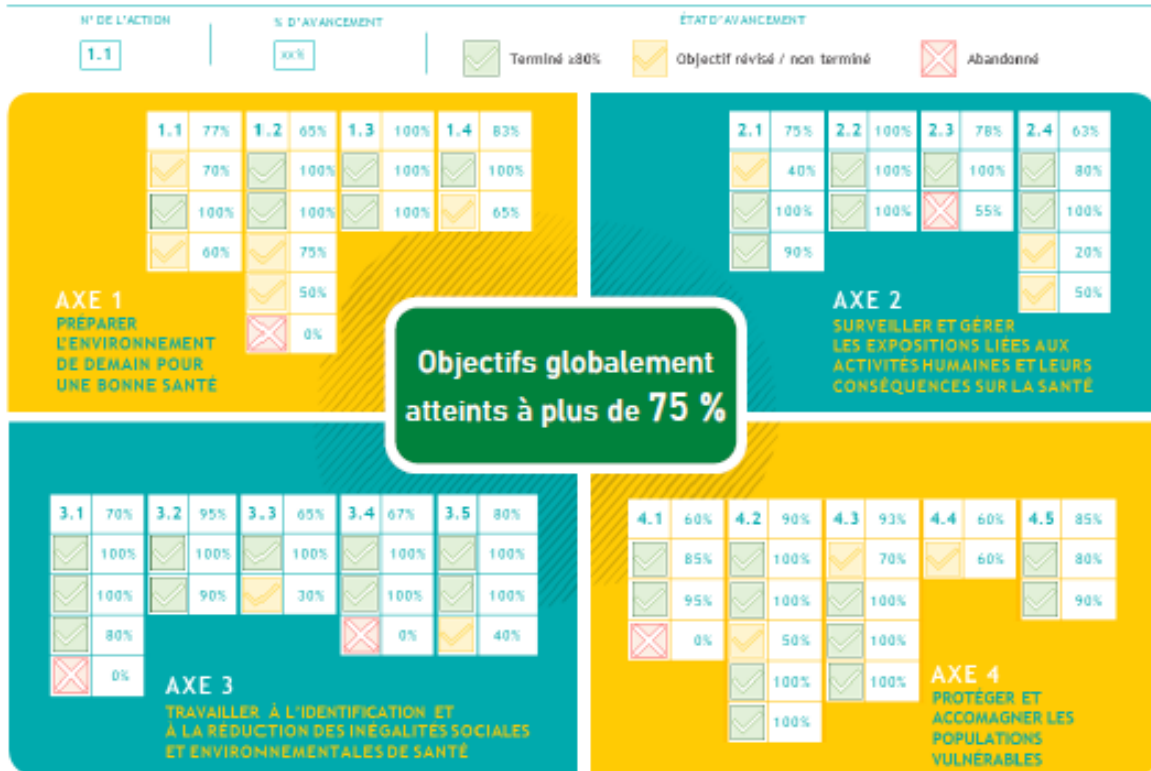 N° DE L'ACTION
% D'AVANCEMENT
ÉTAT D'AVANCEMENT
1.1
xx%
Terminé ≥80%
Objectif révisé / non terminé
Abandonné
1.1 77% 1.2 65% 1.3 100% 1.4 83%
70% 100% 100% 100%
100% 100% 100% 65%
60% 75%
50%
0%
AXE 1
PRÉPARER
L'ENVIRONNEMENT
DE DEMAIN POUR
UNE BONNE SANTÉ
2.1 75% 2.2 100% 2.3 78% 2.4 63%
40% 100% 100% 80%
100% 100% 55% 100%
90% 20%
50%
AXE 2
SURVEILLER ET GÉRER
LES EXPOSITIONS LIÉES AUX
ACTIVITÉS HUMAINES ET LEURS
CONSÉQUENCES SUR LA SANTÉ
Objectifs globalement
atteints à plus de 75 %
3.1 70% 3.2 95% 3.3 65% 3.4 67% 3.5 80%
100% 100% 100% 100% 100%
100% 90% 30% 100% 100%
80% 0% 40%
0%
AXE 3
TRAVAILLER À L'IDENTIFICATION ET
À LA RÉDUCTION DES INÉGALITÉS SOCIALES
ET ENVIRONNEMENTALES DE SANTÉ
4.1 60% 4.2 90% 4.3 93% 4.4 60% 4.5 85%
85% 100% 70% 60% 80%
95% 100% 100% 90%
0% 50% 100%
100% 100%
100%
AXE 4
PROTÉGER ET
ACCOMAGNER LES
POPULATIONS
VULNÉRABLES